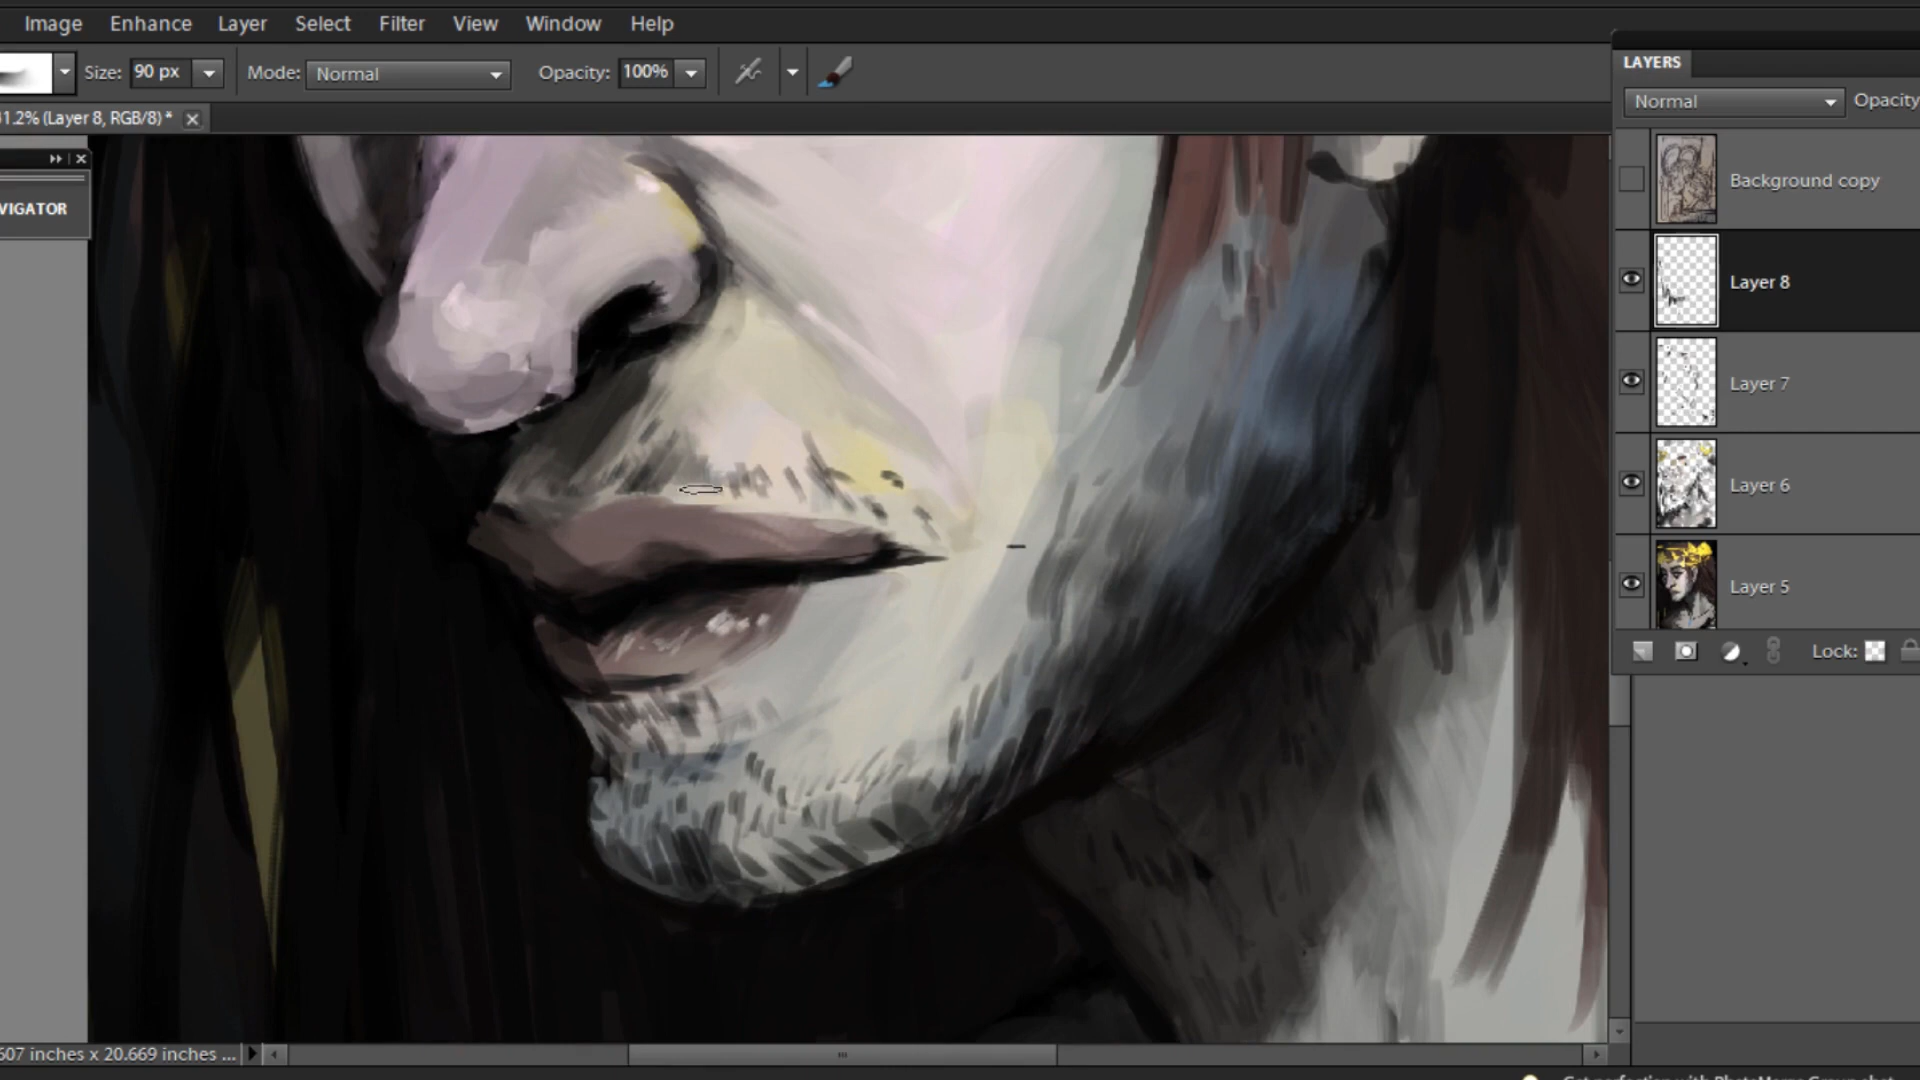 Image Enhance Layer Select Filter View Window Help
Size: 90 px Mode: Normal Opacity: 100%
1.2% (Layer 8, RGB/8) *
VIGATOR
LAYERS
Normal Opacity
Background copy
Layer 8
Layer 7
Layer 6
Layer 5
Lock:
607 inches x 20.669 inches ...